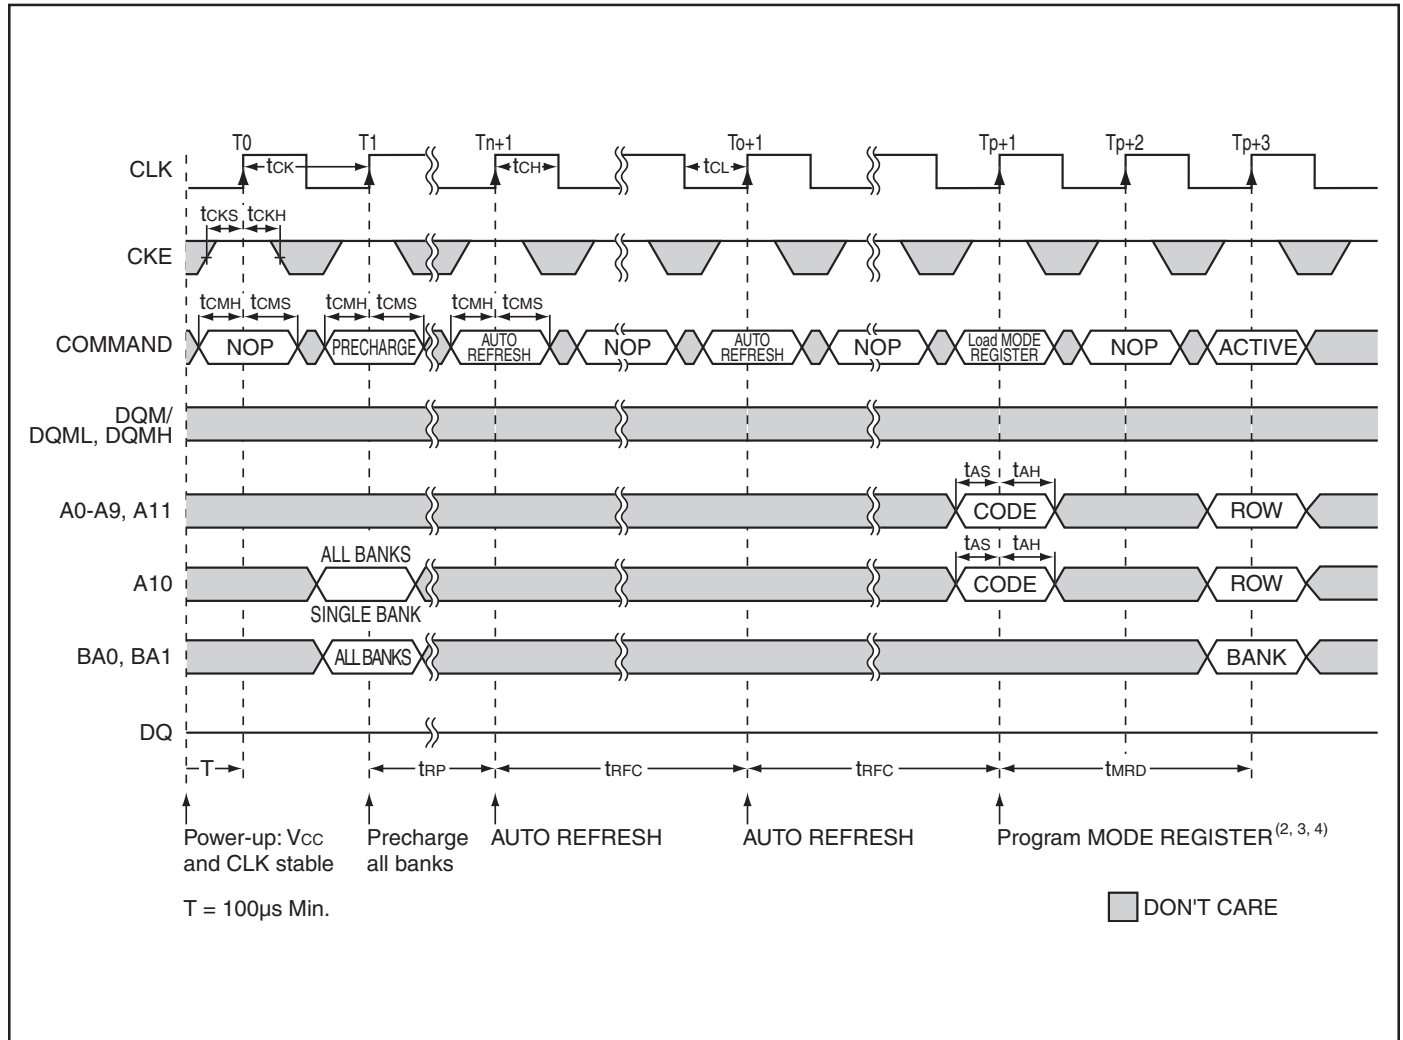 T0 T1 Tn+1 To+1 Tp+1 Tp+2 Tp+3
CLK tCK tCH tCL
tCKS tCKH
CKE
tCMH tCMS tCMH tCMS tCMH tCMS
COMMAND NOP PRECHARGE AUTO REFRESH NOP AUTO REFRESH NOP Load MODE REGISTER NOP ACTIVE
DQM/
DQML, DQMH
tAS tAH
A0-A9, A11 CODE ROW
ALL BANKS tAS tAH
A10 CODE ROW
SINGLE BANK
BA0, BA1 ALL BANKS BANK
DQ
T tRP tRFC tRFC tMRD
Power-up: VCC
and CLK stable
Precharge
all banks
AUTO REFRESH
AUTO REFRESH
Program MODE REGISTER(2, 3, 4)
T = 100µs Min.
DON'T CARE